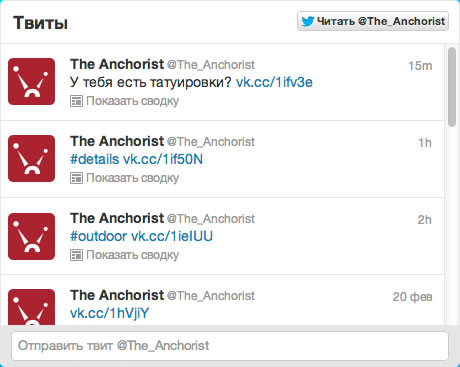 Твиты
Читать @The_Anchorist
The Anchorist @The_Anchorist 15m
У тебя есть татуировки? vk.cc/1ifv3e
Показать сводку
The Anchorist @The_Anchorist 1h
#details vk.cc/1if50N
Показать сводку
The Anchorist @The_Anchorist 2h
#outdoor vk.cc/1ieIUU
Показать сводку
The Anchorist @The_Anchorist 20 фев
vk.cc/1hVjiY
Отправить твит @The_Anchorist